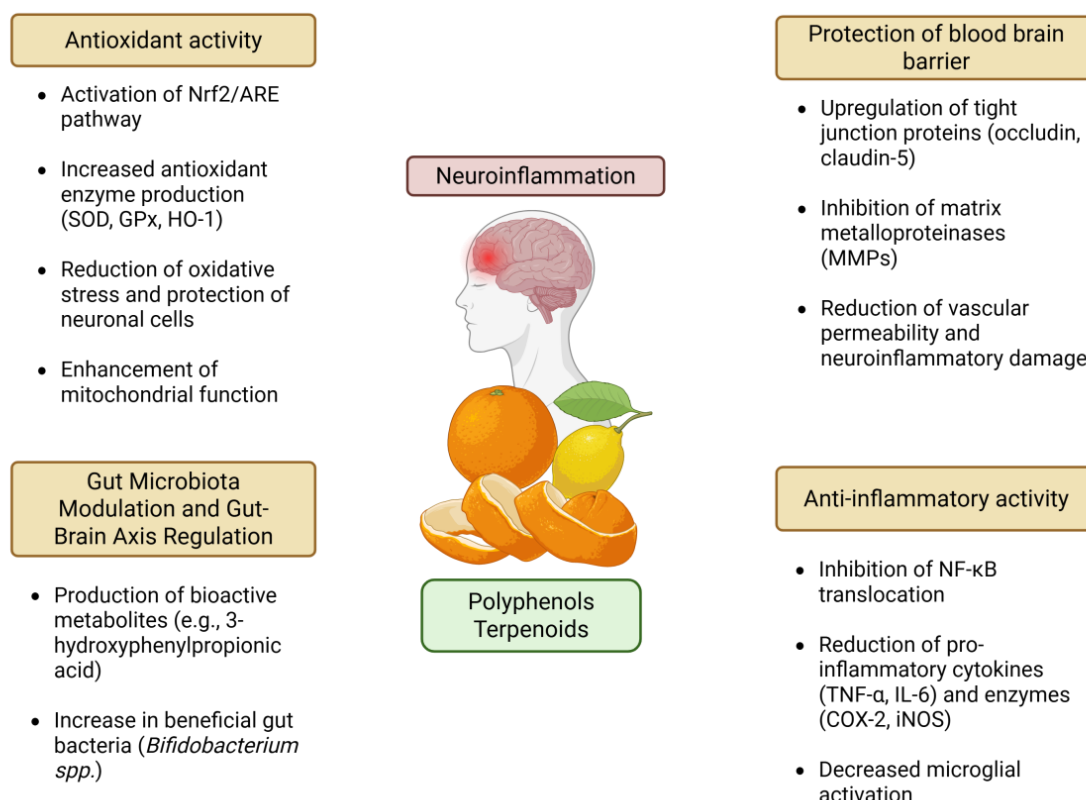 Antioxidant activity
• Activation of Nrf2/ARE
pathway
• Increased antioxidant
enzyme production
(SOD, GPx, HO-1)
• Reduction of oxidative
stress and protection of
neuronal cells
• Enhancement of
mitochondrial function
Gut Microbiota
Modulation and Gut-
Brain Axis Regulation
• Production of bioactive
metabolites (e.g., 3-
hydroxyphenylpropionic
acid)
• Increase in beneficial gut
bacteria (Bifidobacterium
spp.)
Neuroinflammation
Polyphenols
Terpenoids
Protection of blood brain
barrier
• Upregulation of tight
junction proteins (occludin,
claudin-5)
• Inhibition of matrix
metalloproteinases
(MMPs)
• Reduction of vascular
permeability and
neuroinflammatory damage
Anti-inflammatory activity
• Inhibition of NF-κB
translocation
• Reduction of pro-
inflammatory cytokines
(TNF-α, IL-6) and enzymes
(COX-2, iNOS)
• Decreased microglial
activation